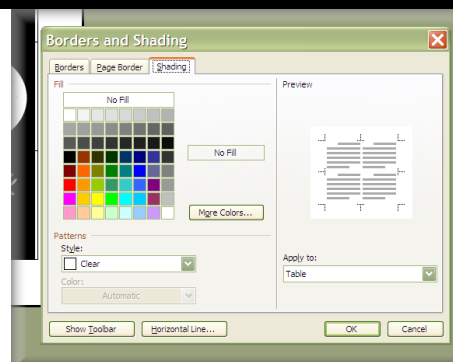 Borders and Shading
Borders
Page Border
Shading
Fill
No Fill
No Fill
More Colors...
Patterns
Style:
Clear
Color:
Automatic
Preview
Apply to:
Table
Show Toolbar
Horizontal Line...
OK
Cancel